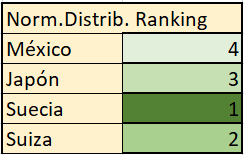 Norm.Distrib. Ranking
México 4
Japón 3
Suecia 1
Suiza 2